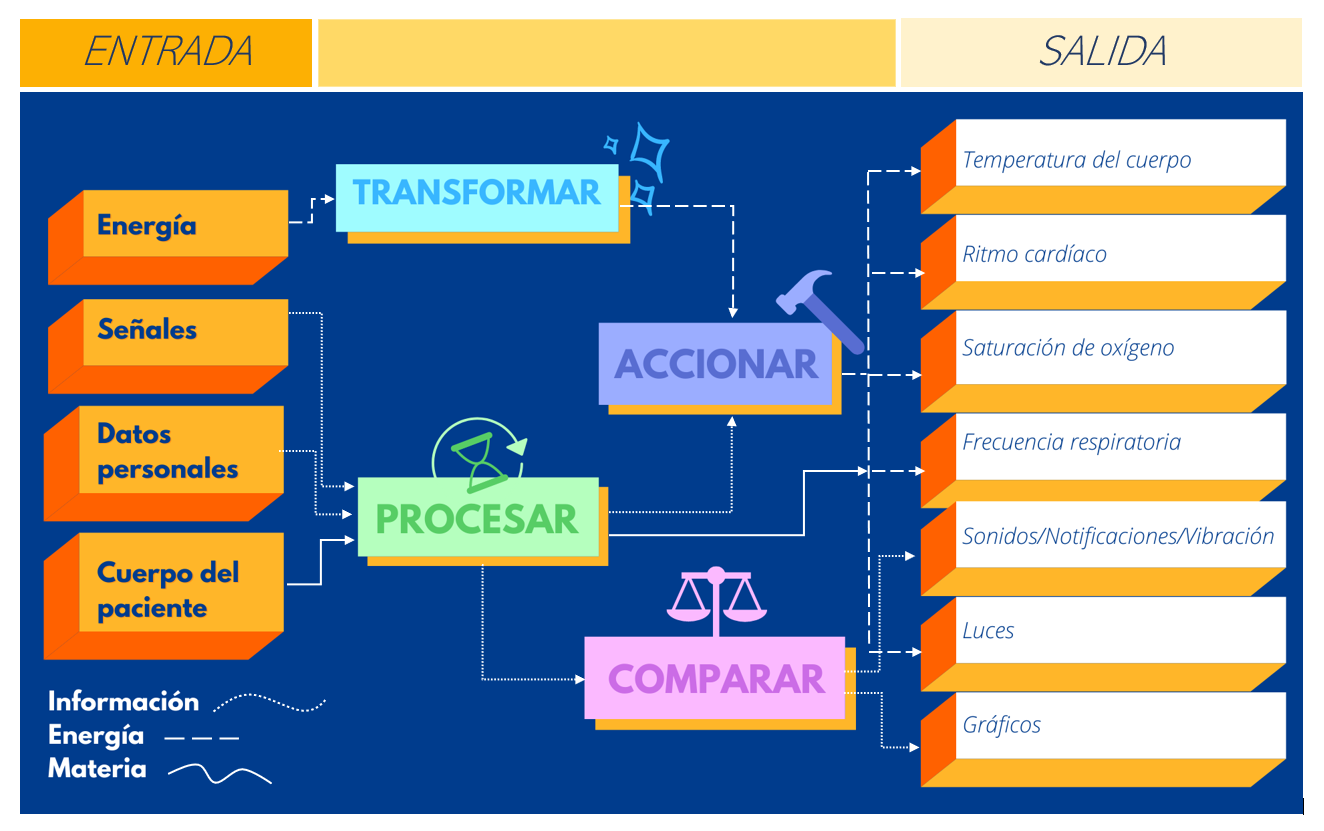 ENTRADA
SALIDA
Energía
Señales
Datos
personales
Cuerpo del
paciente
TRANSFORMAR
ACCIONAR
PROCESAR
COMPARAR
Temperatura del cuerpo
Ritmo cardíaco
Saturación de oxígeno
Frecuencia respiratoria
Sonidos/Notificaciones/Vibración
Luces
Gráficos
Información
Energía
Materia